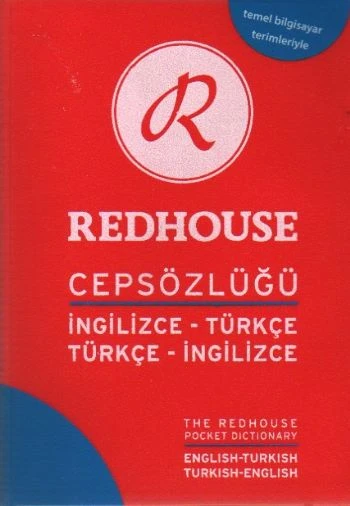 temel bilgisayar
terimleriyle
R
REDHOUSE
CEPSÖZLÜĞÜ
İNGİLİZCE - TÜRKÇE
TÜRKÇE - İNGİLİZCE
THE REDHOUSE
POCKET DICTIONARY
ENGLISH-TURKISH
TURKISH-ENGLISH